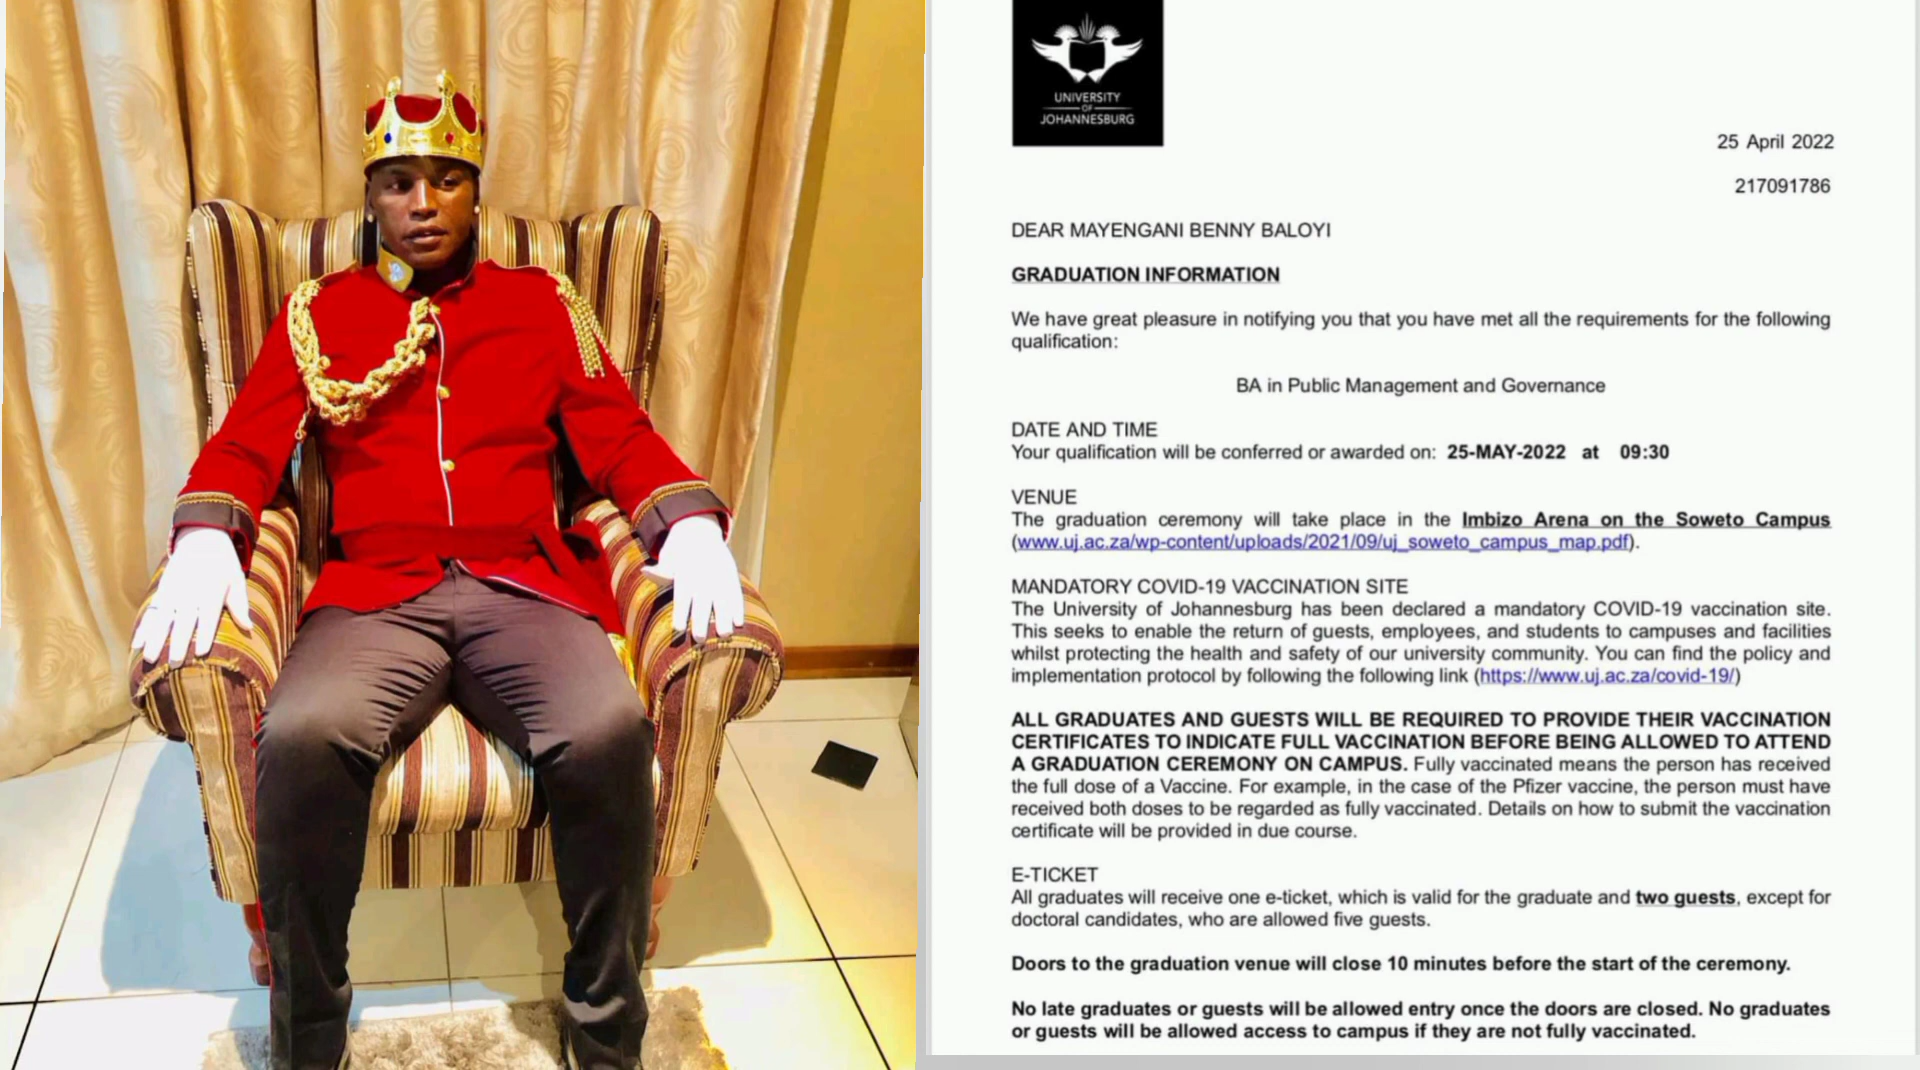 UNIVERSITY
OF
JOHANNESBURG
25 April 2022
217091786
DEAR MAYENGANI BENNY BALOYI
GRADUATION INFORMATION
We have great pleasure in notifying you that you have met all the requirements for the following
qualification:
BA in Public Management and Governance
DATE AND TIME
Your qualification will be conferred or awarded on: 25-MAY-2022 at 09:30
VENUE
The graduation ceremony will take place in the Imbizo Arena on the Soweto Campus
(www.uj.ac.za/wp-content/uploads/2021/09/uj_soweto_campus_map.pdf).
MANDATORY COVID-19 VACCINATION SITE
The University of Johannesburg has been declared a mandatory COVID-19 vaccination site.
This seeks to enable the return of guests, employees, and students to campuses and facilities
whilst protecting the health and safety of our university community. You can find the policy and
implementation protocol by following the following link (https://www.uj.ac.za/covid-19/)
ALL GRADUATES AND GUESTS WILL BE REQUIRED TO PROVIDE THEIR VACCINATION
CERTIFICATES TO INDICATE FULL VACCINATION BEFORE BEING ALLOWED TO ATTEND
A GRADUATION CEREMONY ON CAMPUS. Fully vaccinated means the person has received
the full dose of a Vaccine. For example, in the case of the Pfizer vaccine, the person must have
received both doses to be regarded as fully vaccinated. Details on how to submit the vaccination
certificate will be provided in due course.
E-TICKET
All graduates will receive one e-ticket, which is valid for the graduate and two guests, except for
doctoral candidates, who are allowed five guests.
Doors to the graduation venue will close 10 minutes before the start of the ceremony.
No late graduates or guests will be allowed entry once the doors are closed. No graduates
or guests will be allowed access to campus if they are not fully vaccinated.